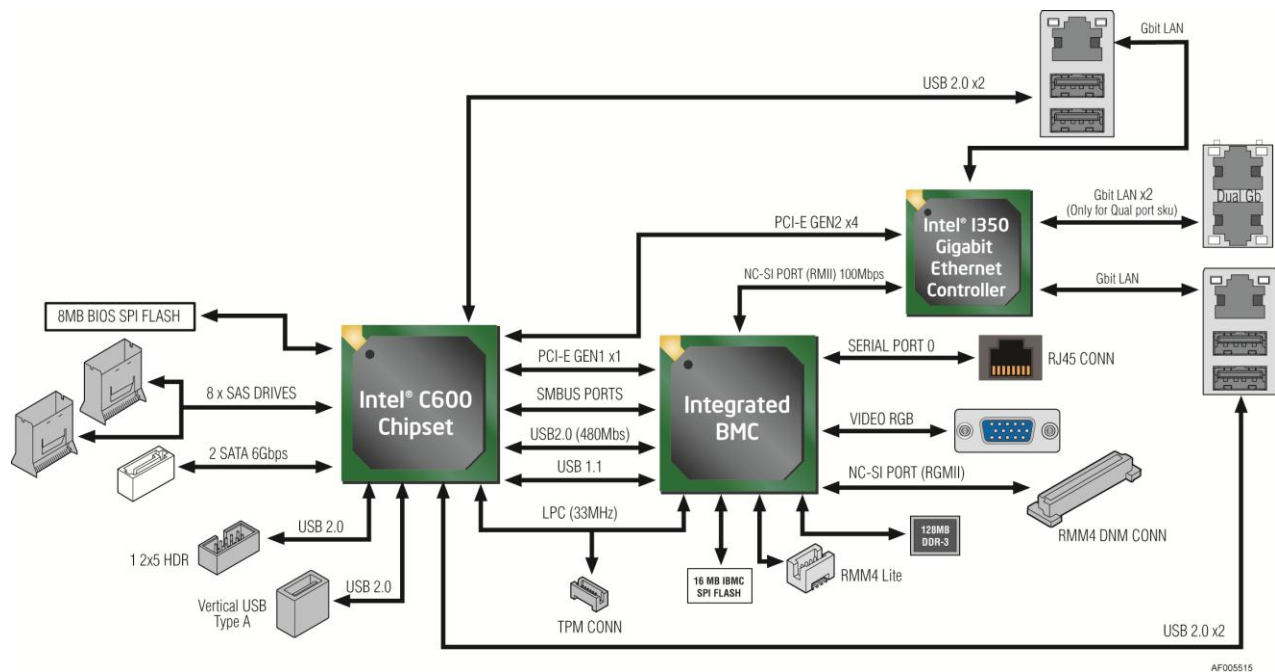 Gbit LAN
USB 2.0 x2
Gbit LAN x2
(Only for Qual port sku)
Dual Gb
PCI-E GEN2 x4
Intel® I350
Gigabit
Ethernet
Controller
NC-SI PORT (RMII) 100Mbps
Gbit LAN
8MB BIOS SPI FLASH
PCI-E GEN1 x1
SERIAL PORT 0
RJ45 CONN
8 x SAS DRIVES
Intel® C600
Chipset
SMBUS PORTS
Integrated
BMC
VIDEO RGB
USB2.0 (480Mbs)
2 SATA 6Gbps
USB 1.1
NC-SI PORT (RGMII)
LPC (33MHz)
USB 2.0
128MB
DDR-3
RMM4 DNM CONN
1 2x5 HDR
RMM4 Lite
16 MB IBMC
SPI FLASH
USB 2.0
Vertical USB
Type A
TPM CONN
USB 2.0 x2
AF005515